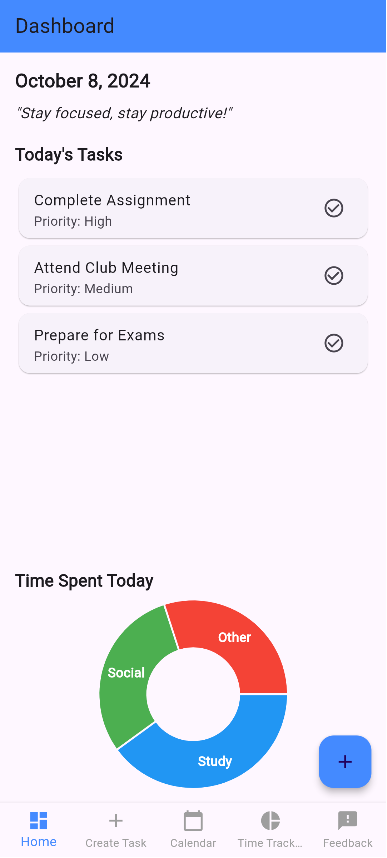 Dashboard
October 8, 2024
"Stay focused, stay productive!"
Today's Tasks
Complete Assignment
Priority: High
Attend Club Meeting
Priority: Medium
Prepare for Exams
Priority: Low
Time Spent Today
Other
Social
Study
Home
Create Task
Calendar
Time Track...
Feedback